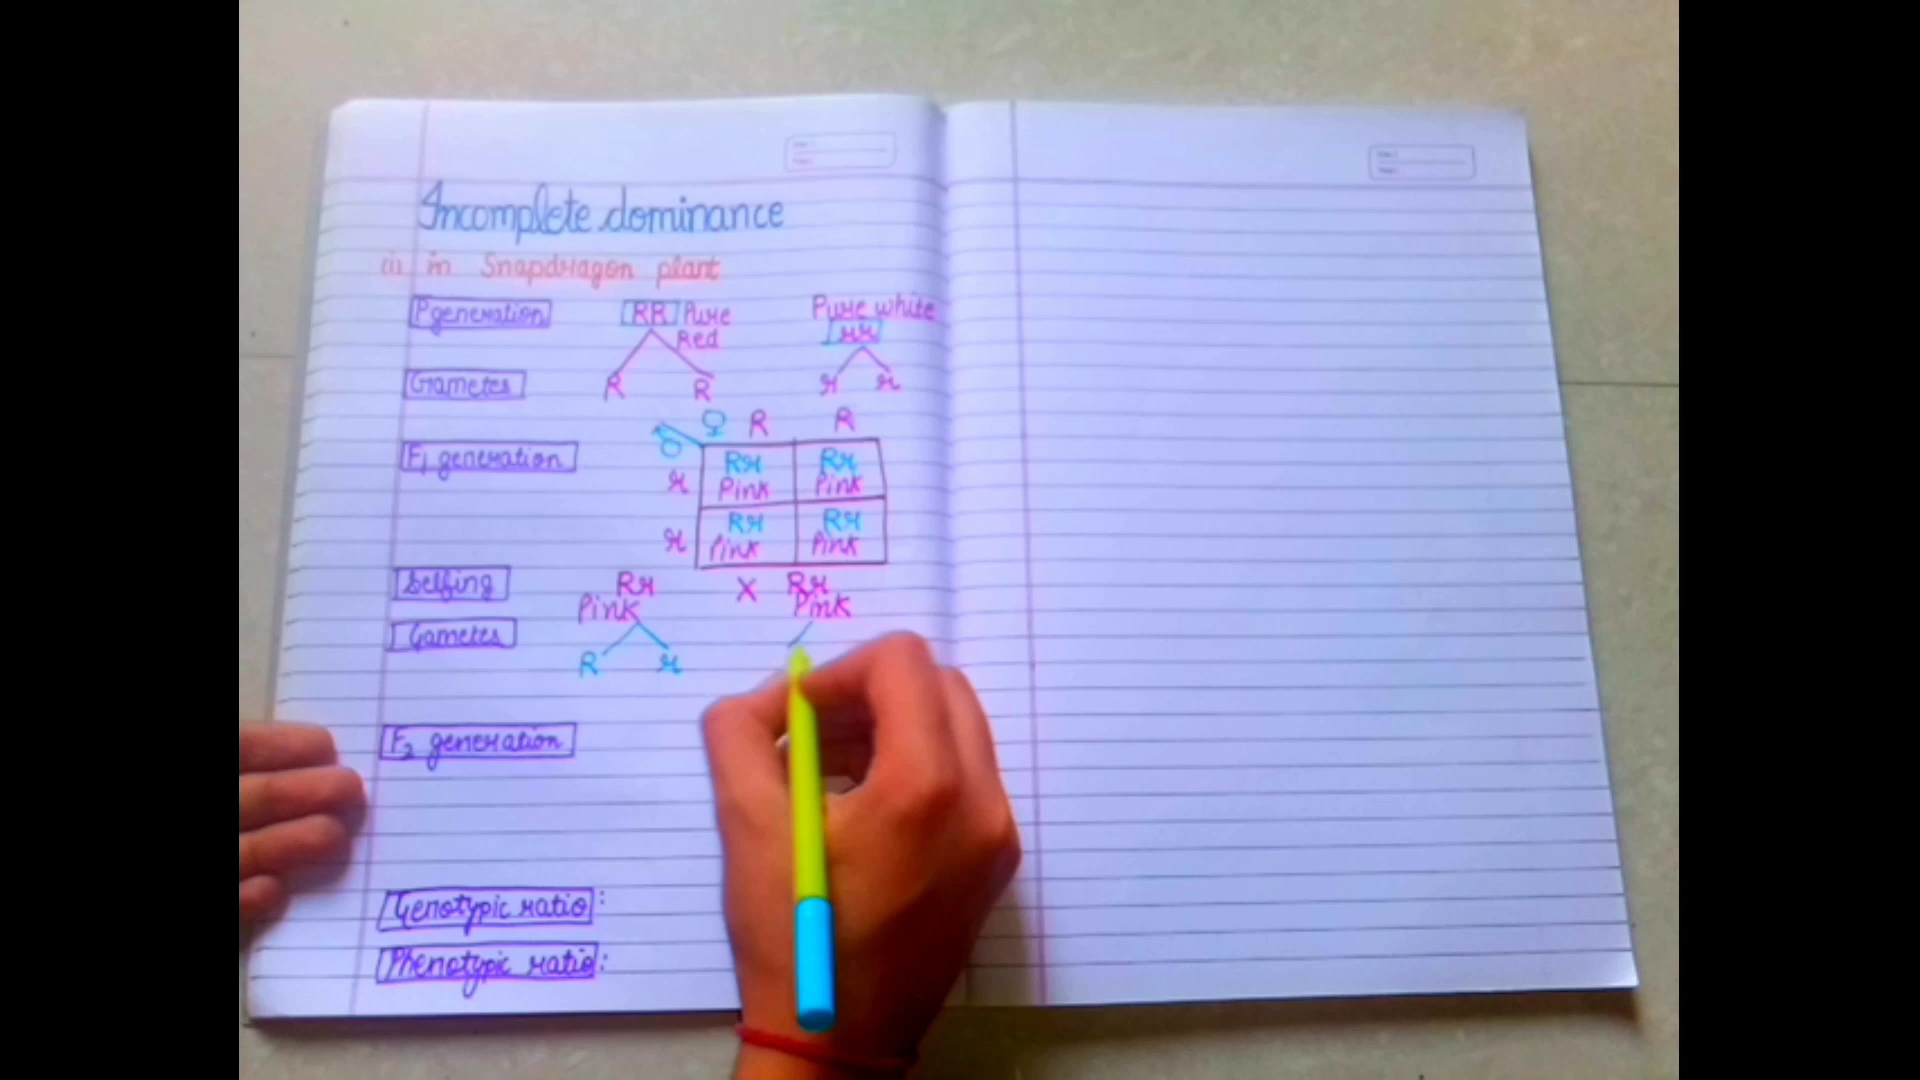 Incomplete dominance
(i) in Snapdragon plant
P generation RR Pure Red Pure white rr
Gametes R R r r
♂ ♀ R R
F1 generation r Rr Pink Rr Pink
r Rr Pink Rr Pink
Selfing Rr Pink X Rr Pink
Gametes R r
F2 generation
Genotypic ratio:
Phenotypic ratio: